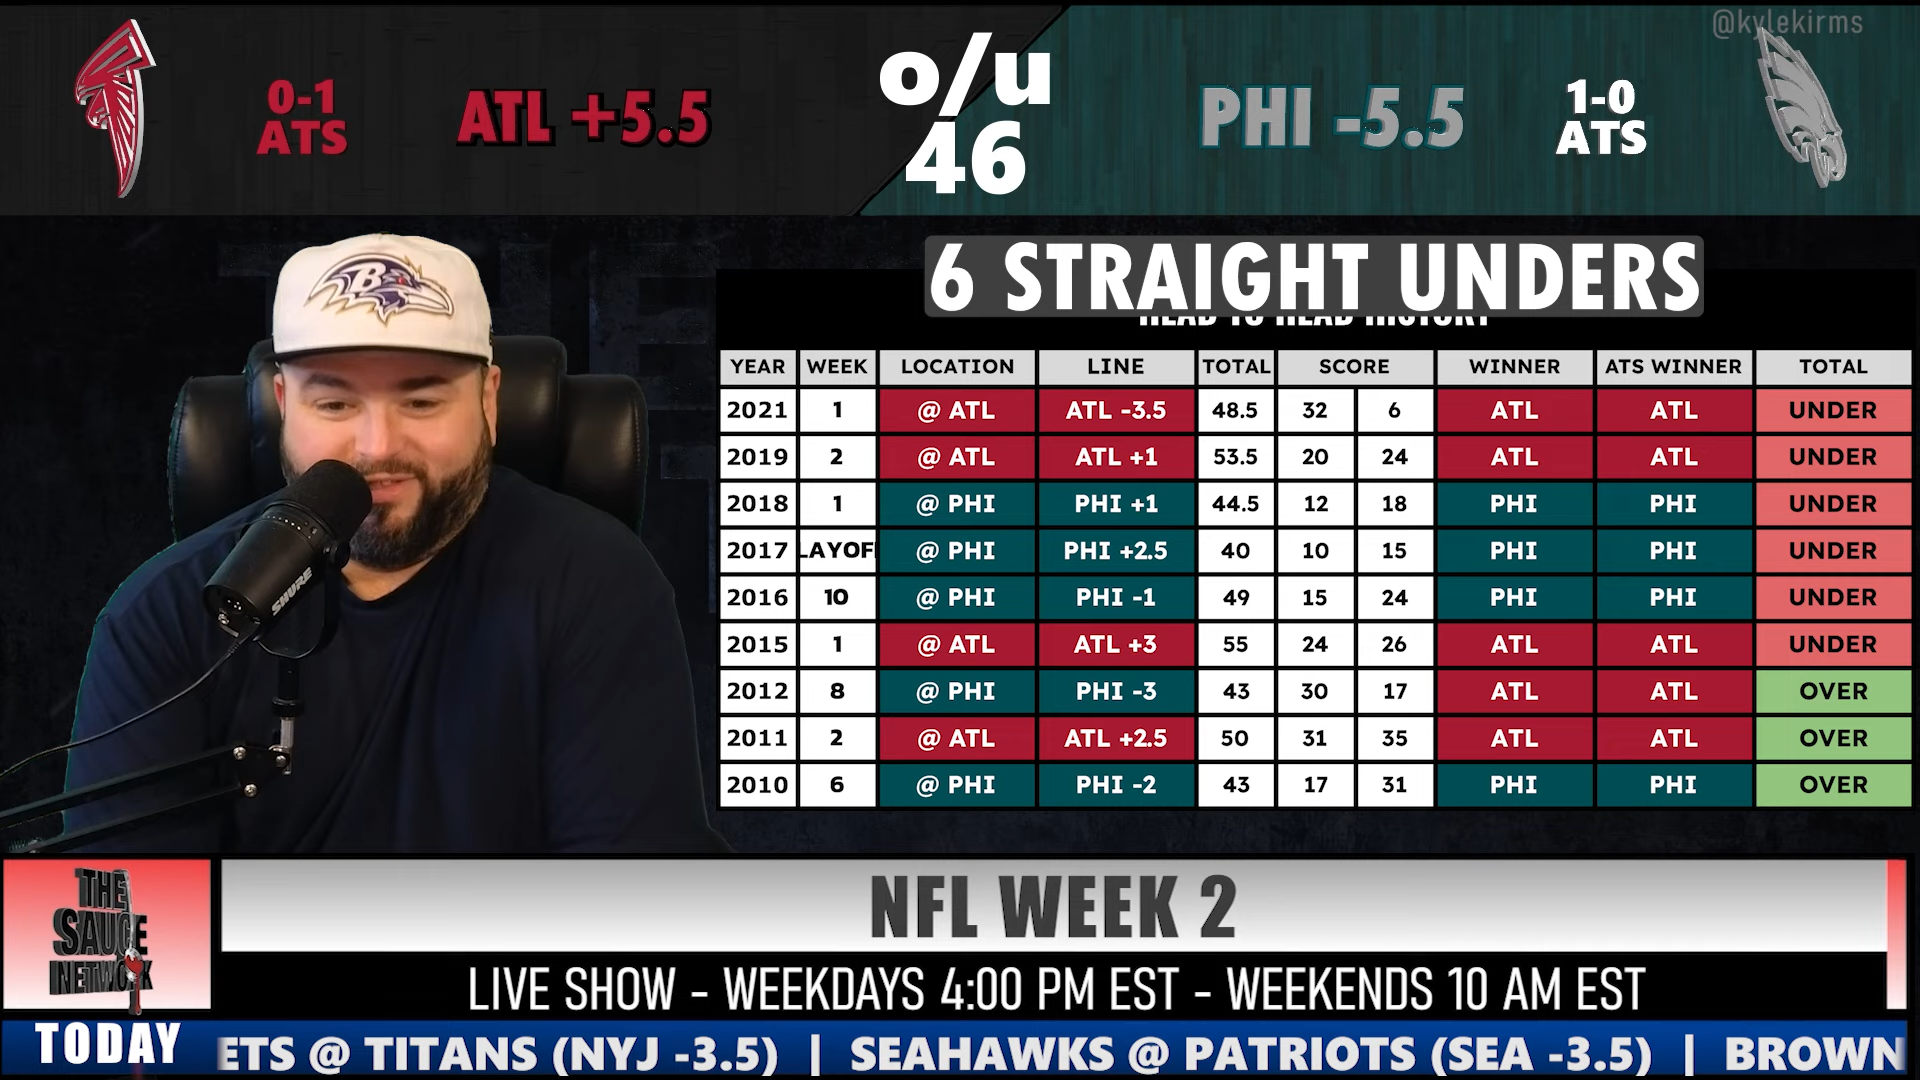 @kylekirms
0-1
ATS
ATL +5.5
o/u
46
PHI -5.5
1-0
ATS
6 STRAIGHT UNDERS
HEAD TO HEAD HISTORY
YEAR WEEK LOCATION LINE TOTAL SCORE WINNER ATS WINNER TOTAL
2021 1 @ ATL ATL -3.5 48.5 32 6 ATL ATL UNDER
2019 2 @ ATL ATL +1 53.5 20 24 ATL ATL UNDER
2018 1 @ PHI PHI +1 44.5 12 18 PHI PHI UNDER
2017 LAYOF @ PHI PHI +2.5 40 10 15 PHI PHI UNDER
2016 10 @ PHI PHI -1 49 15 24 PHI PHI UNDER
2015 1 @ ATL ATL +3 55 24 26 ATL ATL UNDER
2012 8 @ PHI PHI -3 43 30 17 ATL ATL OVER
2011 2 @ ATL ATL +2.5 50 31 35 ATL ATL OVER
2010 6 @ PHI PHI -2 43 17 31 PHI PHI OVER
B
SHURE
THE
SAUCE
NETWORK
NFL WEEK 2
LIVE SHOW - WEEKDAYS 4:00 PM EST - WEEKENDS 10 AM EST
TODAY
ETS @ TITANS (NYJ -3.5) | SEAHAWKS @ PATRIOTS (SEA -3.5) | BROWN